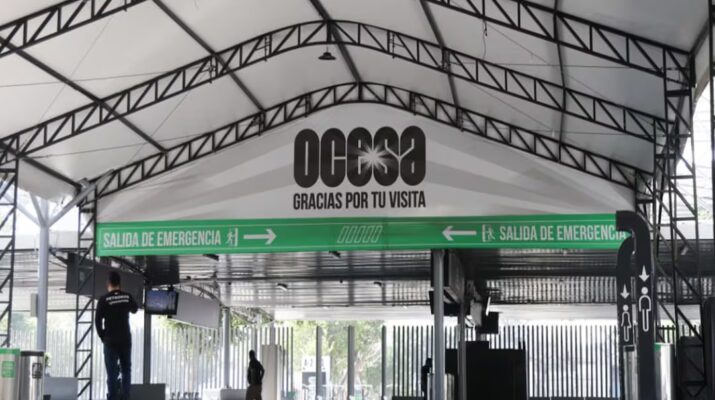 OCESA
GRACIAS POR TU VISITA
SALIDA DE EMERGENCIA
SALIDA DE EMERGENCIA